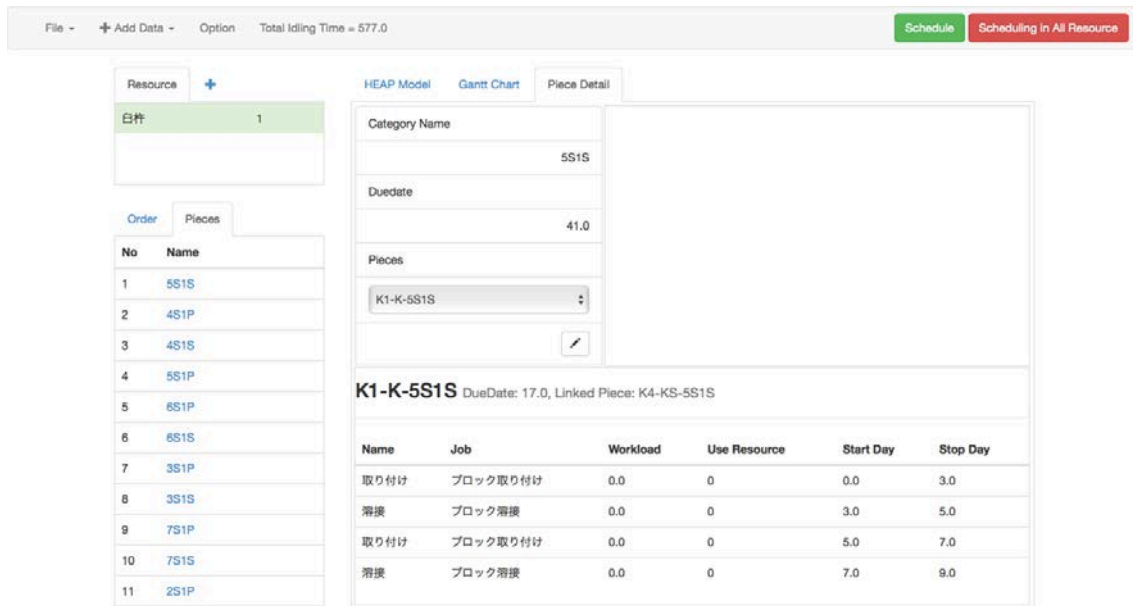 File + Add Data Option Total Idling Time = 577.0 Schedule Scheduling in All Resource
Resource +
臼杵 1
Order Pieces
No Name
1 5S1S
2 4S1P
3 4S1S
4 5S1P
5 6S1P
6 6S1S
7 3S1P
8 3S1S
9 7S1P
10 7S1S
11 2S1P
HEAP Model Gantt Chart Piece Detail
Category Name
5S1S
Duedate
41.0
Pieces
K1-K-5S1S
K1-K-5S1S DueDate: 17.0, Linked Piece: K4-KS-5S1S
Name Job Workload Use Resource Start Day Stop Day
取り付け ブロック取り付け 0.0 0 0.0 3.0
溶接 ブロック溶接 0.0 0 3.0 5.0
取り付け ブロック取り付け 0.0 0 5.0 7.0
溶接 ブロック溶接 0.0 0 7.0 9.0